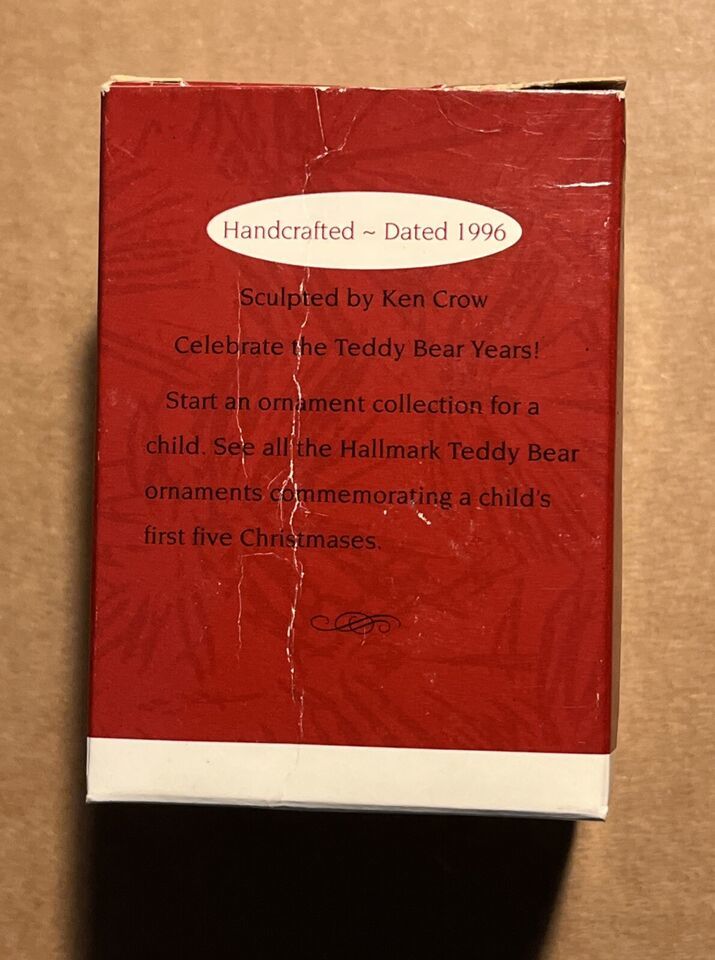 Handcrafted ~ Dated 1996
Sculpted by Ken Crow
Celebrate the Teddy Bear Years!
Start an ornament collection for a
child. See all the Hallmark Teddy Bear
ornaments commemorating a child's
first five Christmases.